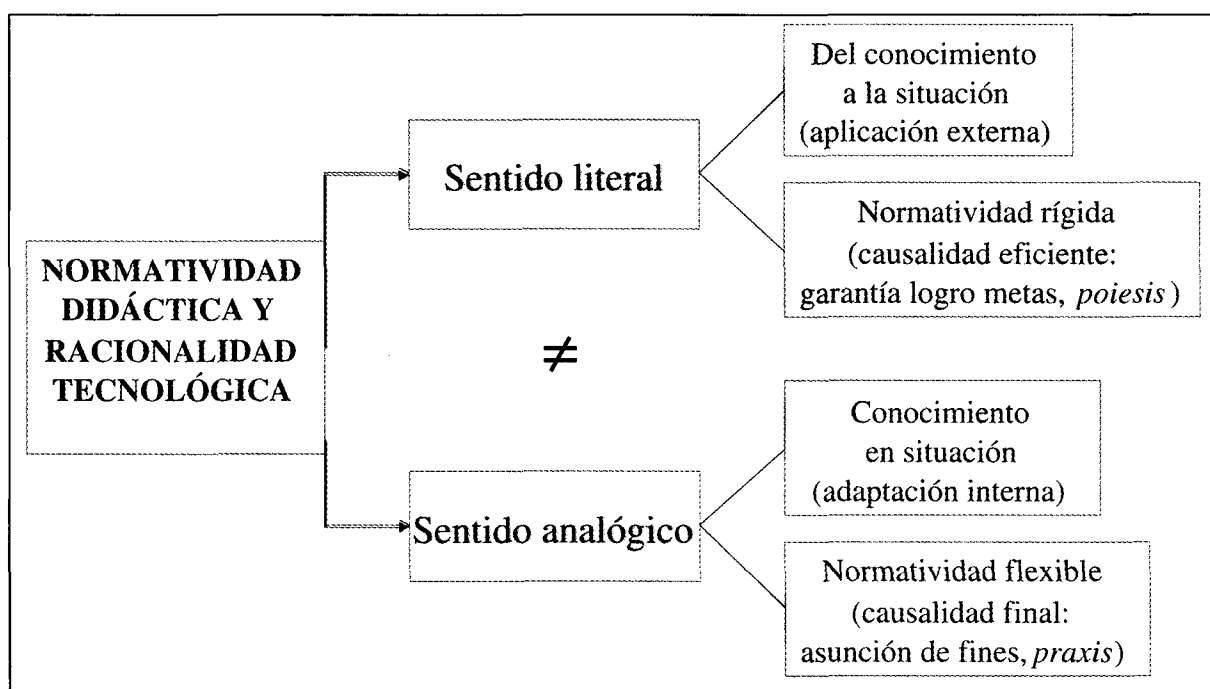 NORMATIVIDAD
DIDÁCTICA Y
RACIONALIDAD
TECNOLÓGICA
Sentido literal
Del conocimiento
a la situación
(aplicación externa)
Normatividad rígida
(causalidad eficiente:
garantía logro metas, poiesis)
≠
Sentido analógico
Conocimiento
en situación
(adaptación interna)
Normatividad flexible
(causalidad final:
asunción de fines, praxis)